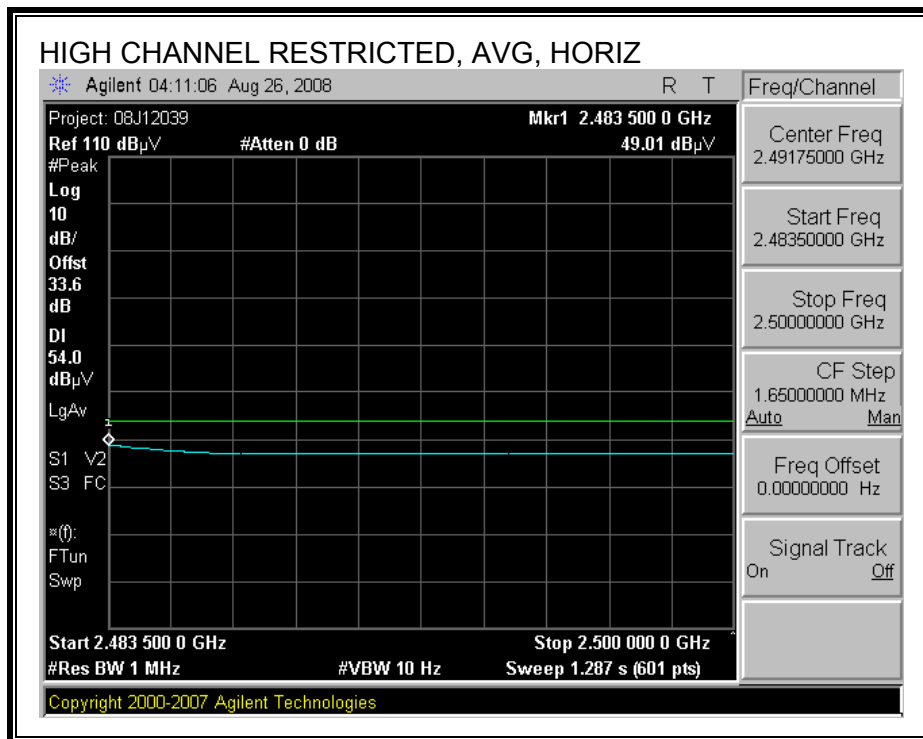 HIGH CHANNEL RESTRICTED, AVG, HORIZ
Agilent 04:11:06 Aug 26, 2008 R T
Project: 08J12039 Mkr1 2.483 500 0 GHz
Ref 110 dBµV #Atten 0 dB 49.01 dBµV
#Peak
Log
10
dB/
Offst
33.6
dB
DI
54.0
dBµV
LgAv
1
S1 V2
S3 FC
¤(f):
FTun
Swp
Start 2.483 500 0 GHz Stop 2.500 000 0 GHz ^
#Res BW 1 MHz #VBW 10 Hz Sweep 1.287 s (601 pts)
Copyright 2000-2007 Agilent Technologies
Freq/Channel
Center Freq
2.49175000 GHz
Start Freq
2.48350000 GHz
Stop Freq
2.50000000 GHz
CF Step
1.65000000 MHz
Auto Man
Freq Offset
0.00000000 Hz
Signal Track
On Off